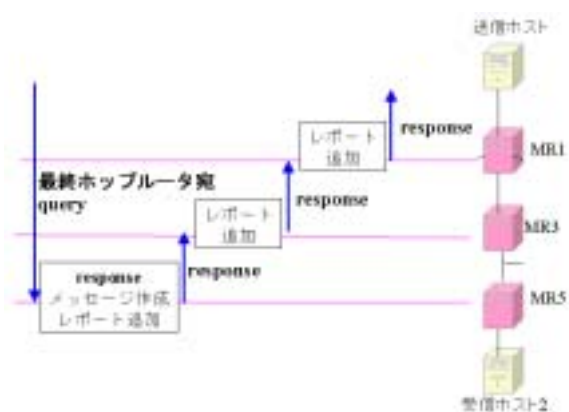 送信ホスト
response
レポート
追加
MR1
最終ホップルータ宛
query
response
レポート
追加
MR3
response
response
メッセージ作成
レポート追加
MR5
受信ホスト2